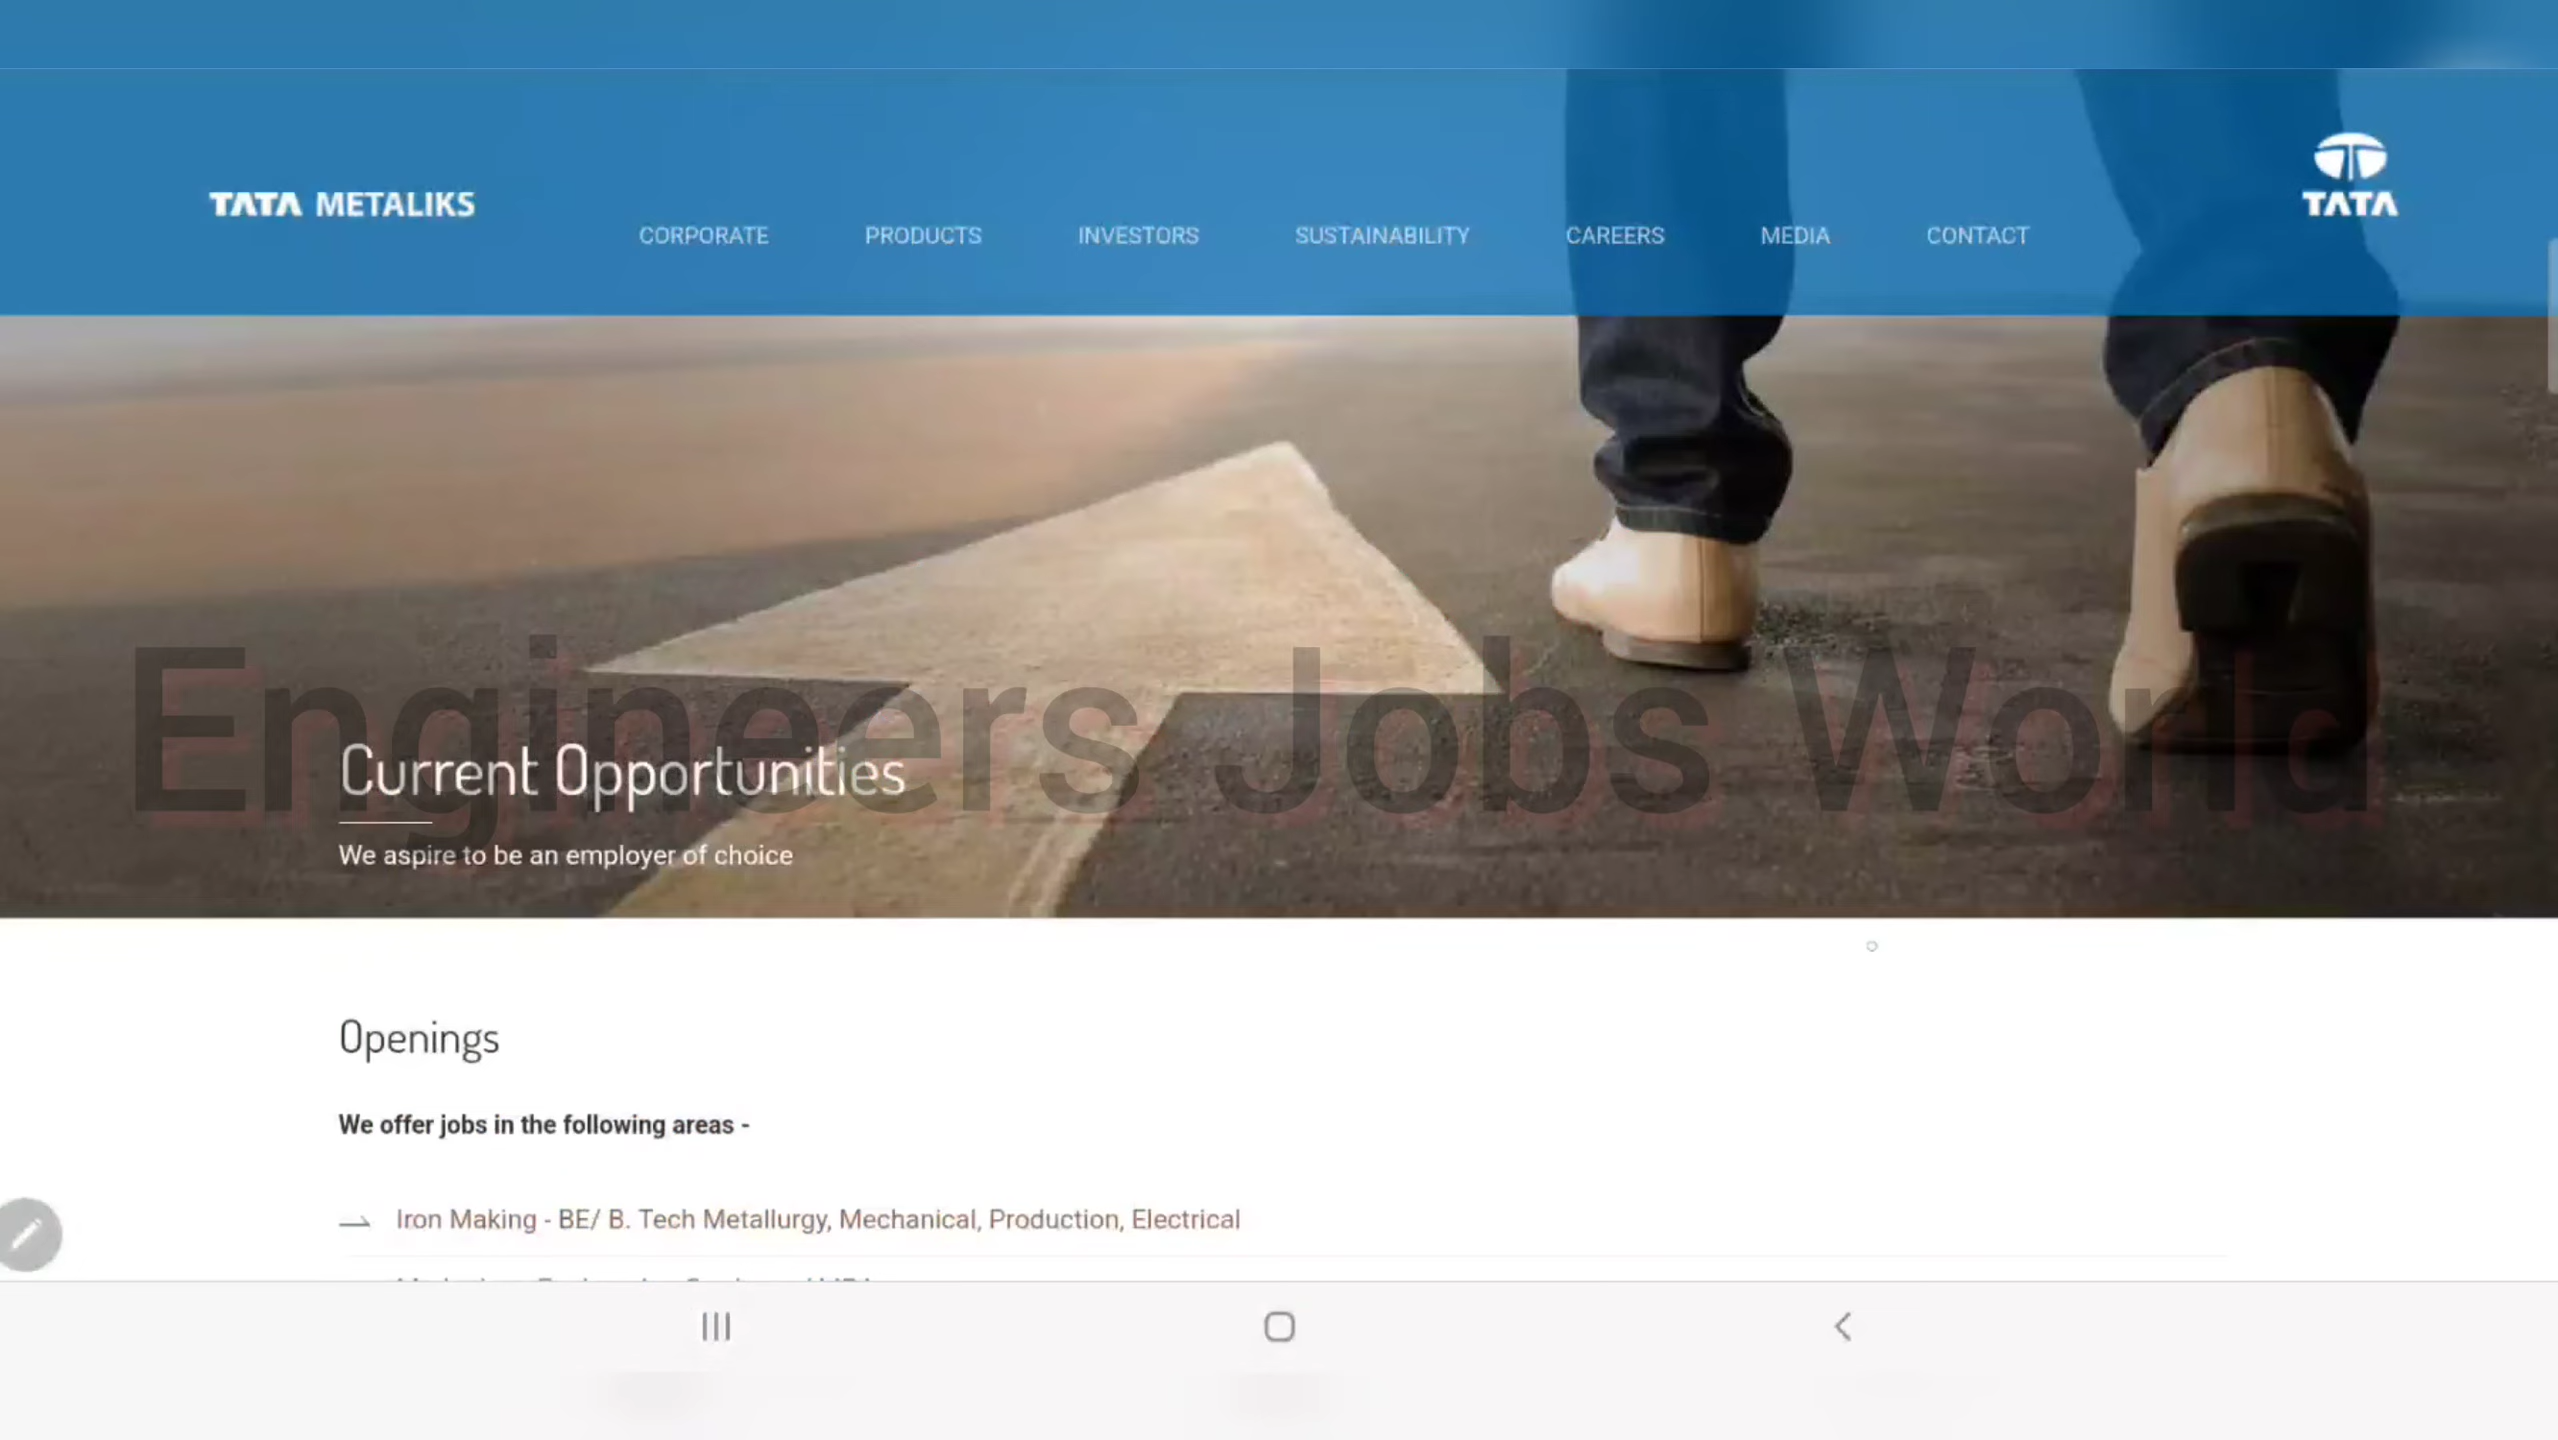 TATA METALIKS
CORPORATE PRODUCTS INVESTORS SUSTAINABILITY CAREERS MEDIA CONTACT
TATA
Engineers Jobs World
Current Opportunities
We aspire to be an employer of choice
Openings
We offer jobs in the following areas -
Iron Making - BE/ B. Tech Metallurgy, Mechanical, Production, Electrical